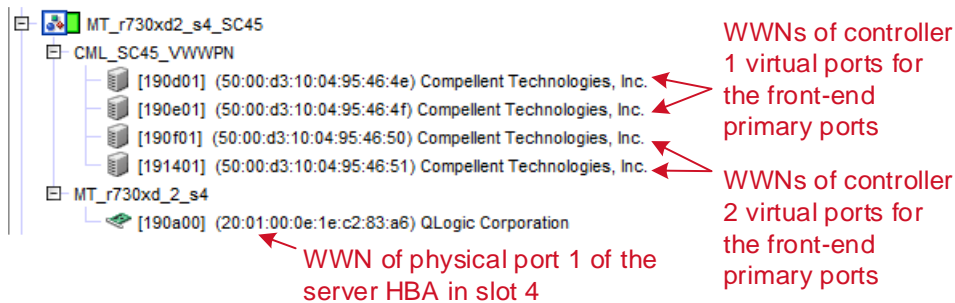 MT_r730xd2_s4_SC45
CML_SC45_VWWPN
[190d01] (50:00:d3:10:04:95:46:4e) Compellent Technologies, Inc.
[190e01] (50:00:d3:10:04:95:46:4f) Compellent Technologies, Inc.
[190f01] (50:00:d3:10:04:95:46:50) Compellent Technologies, Inc.
[191401] (50:00:d3:10:04:95:46:51) Compellent Technologies, Inc.
MT_r730xd_2_s4
[190a00] (20:01:00:0e:1e:c2:83:a6) QLogic Corporation
WWNs of controller
1 virtual ports for
the front-end
primary ports
WWNs of controller
2 virtual ports for
the front-end
primary ports
WWN of physical port 1 of the
server HBA in slot 4